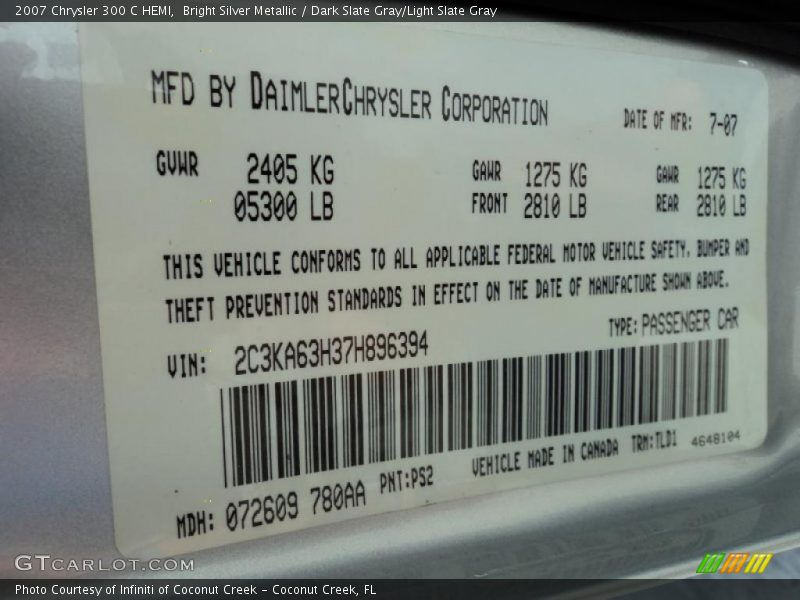 2007 Chrysler 300 C HEMI, Bright Silver Metallic / Dark Slate Gray/Light Slate Gray
MFD BY DAIMLERCHRYSLER CORPORATION
DATE OF MFR: 7-07
GVWR 2405 KG GAWR 1275 KG GAWR 1275 KG
05300 LB FRONT 2810 LB REAR 2810 LB
THIS VEHICLE CONFORMS TO ALL APPLICABLE FEDERAL MOTOR VEHICLE SAFETY, BUMPER AND
THEFT PREVENTION STANDARDS IN EFFECT ON THE DATE OF MANUFACTURE SHOWN ABOVE.
VIN: 2C3KA63H37H896394 TYPE: PASSENGER CAR
MDH: 072609 780AA PNT:PS2 VEHICLE MADE IN CANADA TRM:TLD1 4648104
GTCARLOT.COM
Photo Courtesy of Infiniti of Coconut Creek – Coconut Creek, FL